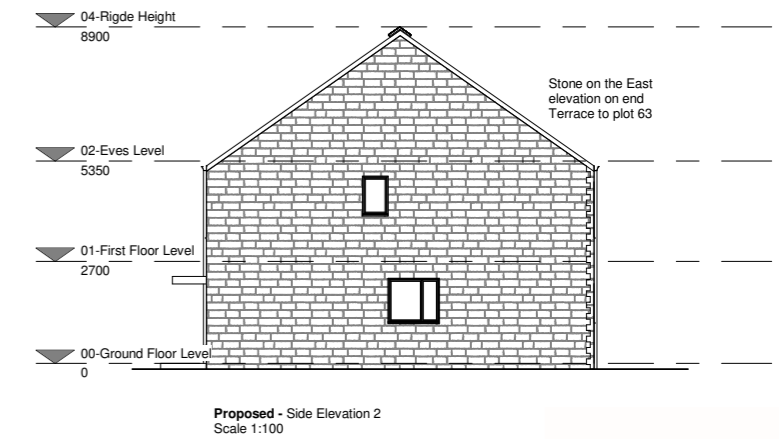 04-Rigde Height
8900
Stone on the East
elevation on end
Terrace to plot 63
02-Eves Level
5350
01-First Floor Level
2700
00-Ground Floor Level
0
Proposed - Side Elevation 2
Scale 1:100